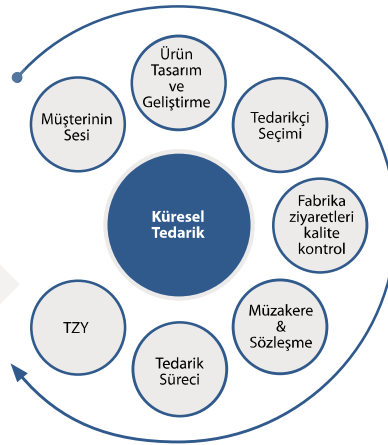 Müşterinin
Sesi
Ürün
Tasarım
ve
Geliştirme
Tedarikçi
Seçimi
Fabrika
ziyaretleri
kalite
kontrol
Müzakere
&
Sözleşme
Tedarik
Süreci
TZY
Küresel
Tedarik